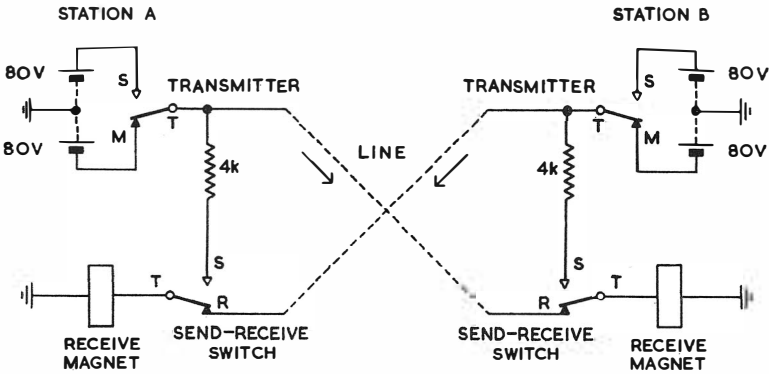 STATION A
STATION B
80V
S
TRANSMITTER
TRANSMITTER
S
80V
80V
M
T
T
M
80V
LINE
4k
4k
S
S
T
R
R
T
RECEIVE
MAGNET
SEND-RECEIVE
SWITCH
SEND-RECEIVE
SWITCH
RECEIVE
MAGNET